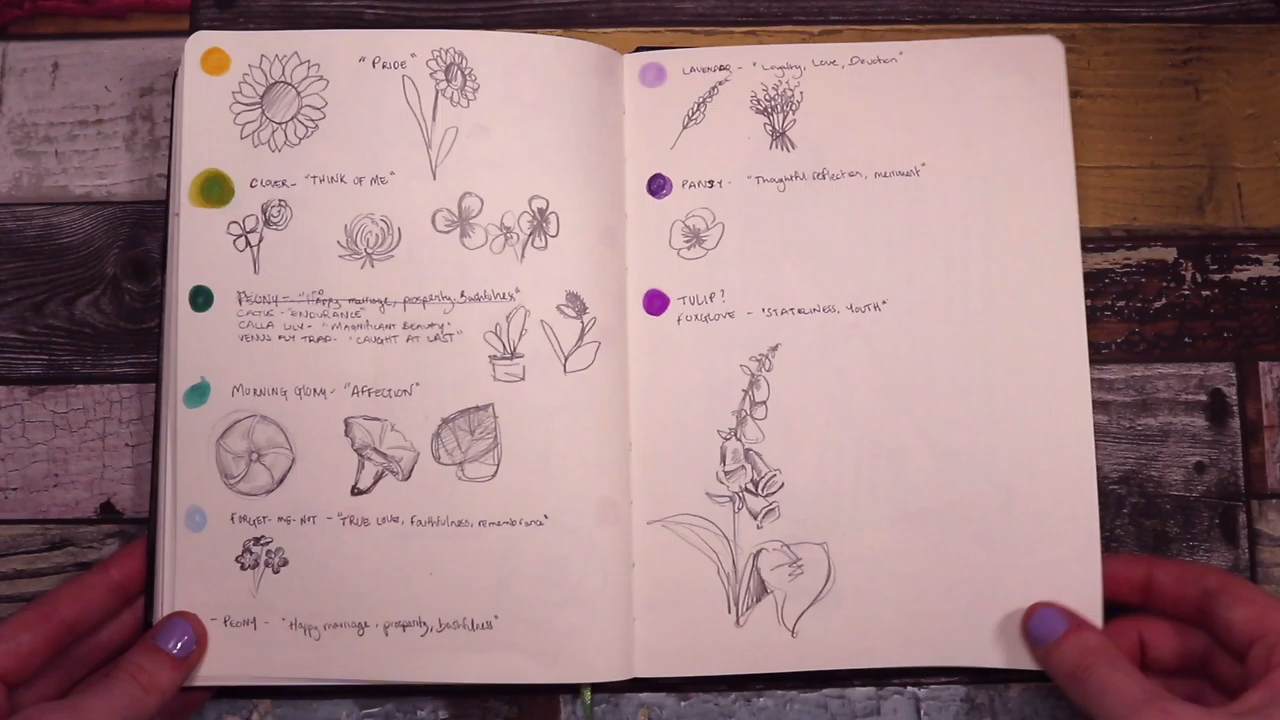 "PRIDE"
CLOVER - "THINK OF ME"
PEONY - "Happy marriage, prosperity, Bashfulness"
CACTUS - "ENDURANCE"
CALLA LILY - "MAGNIFICANT BEAUTY"
VENUS FLY TRAP - "CAUGHT AT LAST"
MORNING GLORY - "AFFECTION"
FORGET-ME-NOT - "TRUE LOVE, Faithfulness, remembrance"
- PEONY - "Happy marriage, prosperity, bashfulness"
LAVENDER - "Loyalty, Love, Devotion"
PANSY - "Thoughtful reflection, merriment"
TULIP?
FOXGLOVE - "STATELINESS, YOUTH"